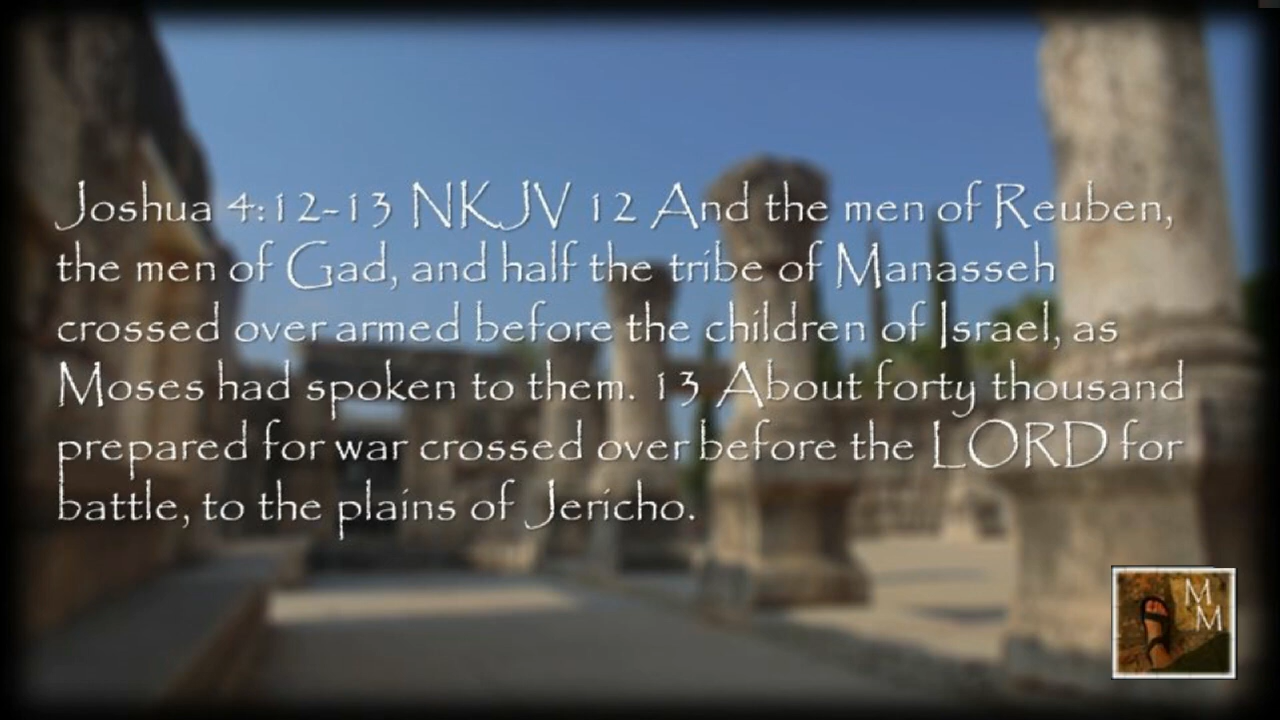 Joshua 4:12-13 NKJV 12 And the men of Reuben,
the men of Gad, and half the tribe of Manasseh
crossed over armed before the children of Israel, as
Moses had spoken to them. 13 About forty thousand
prepared for war crossed over before the LORD for
battle, to the plains of Jericho.
M
M